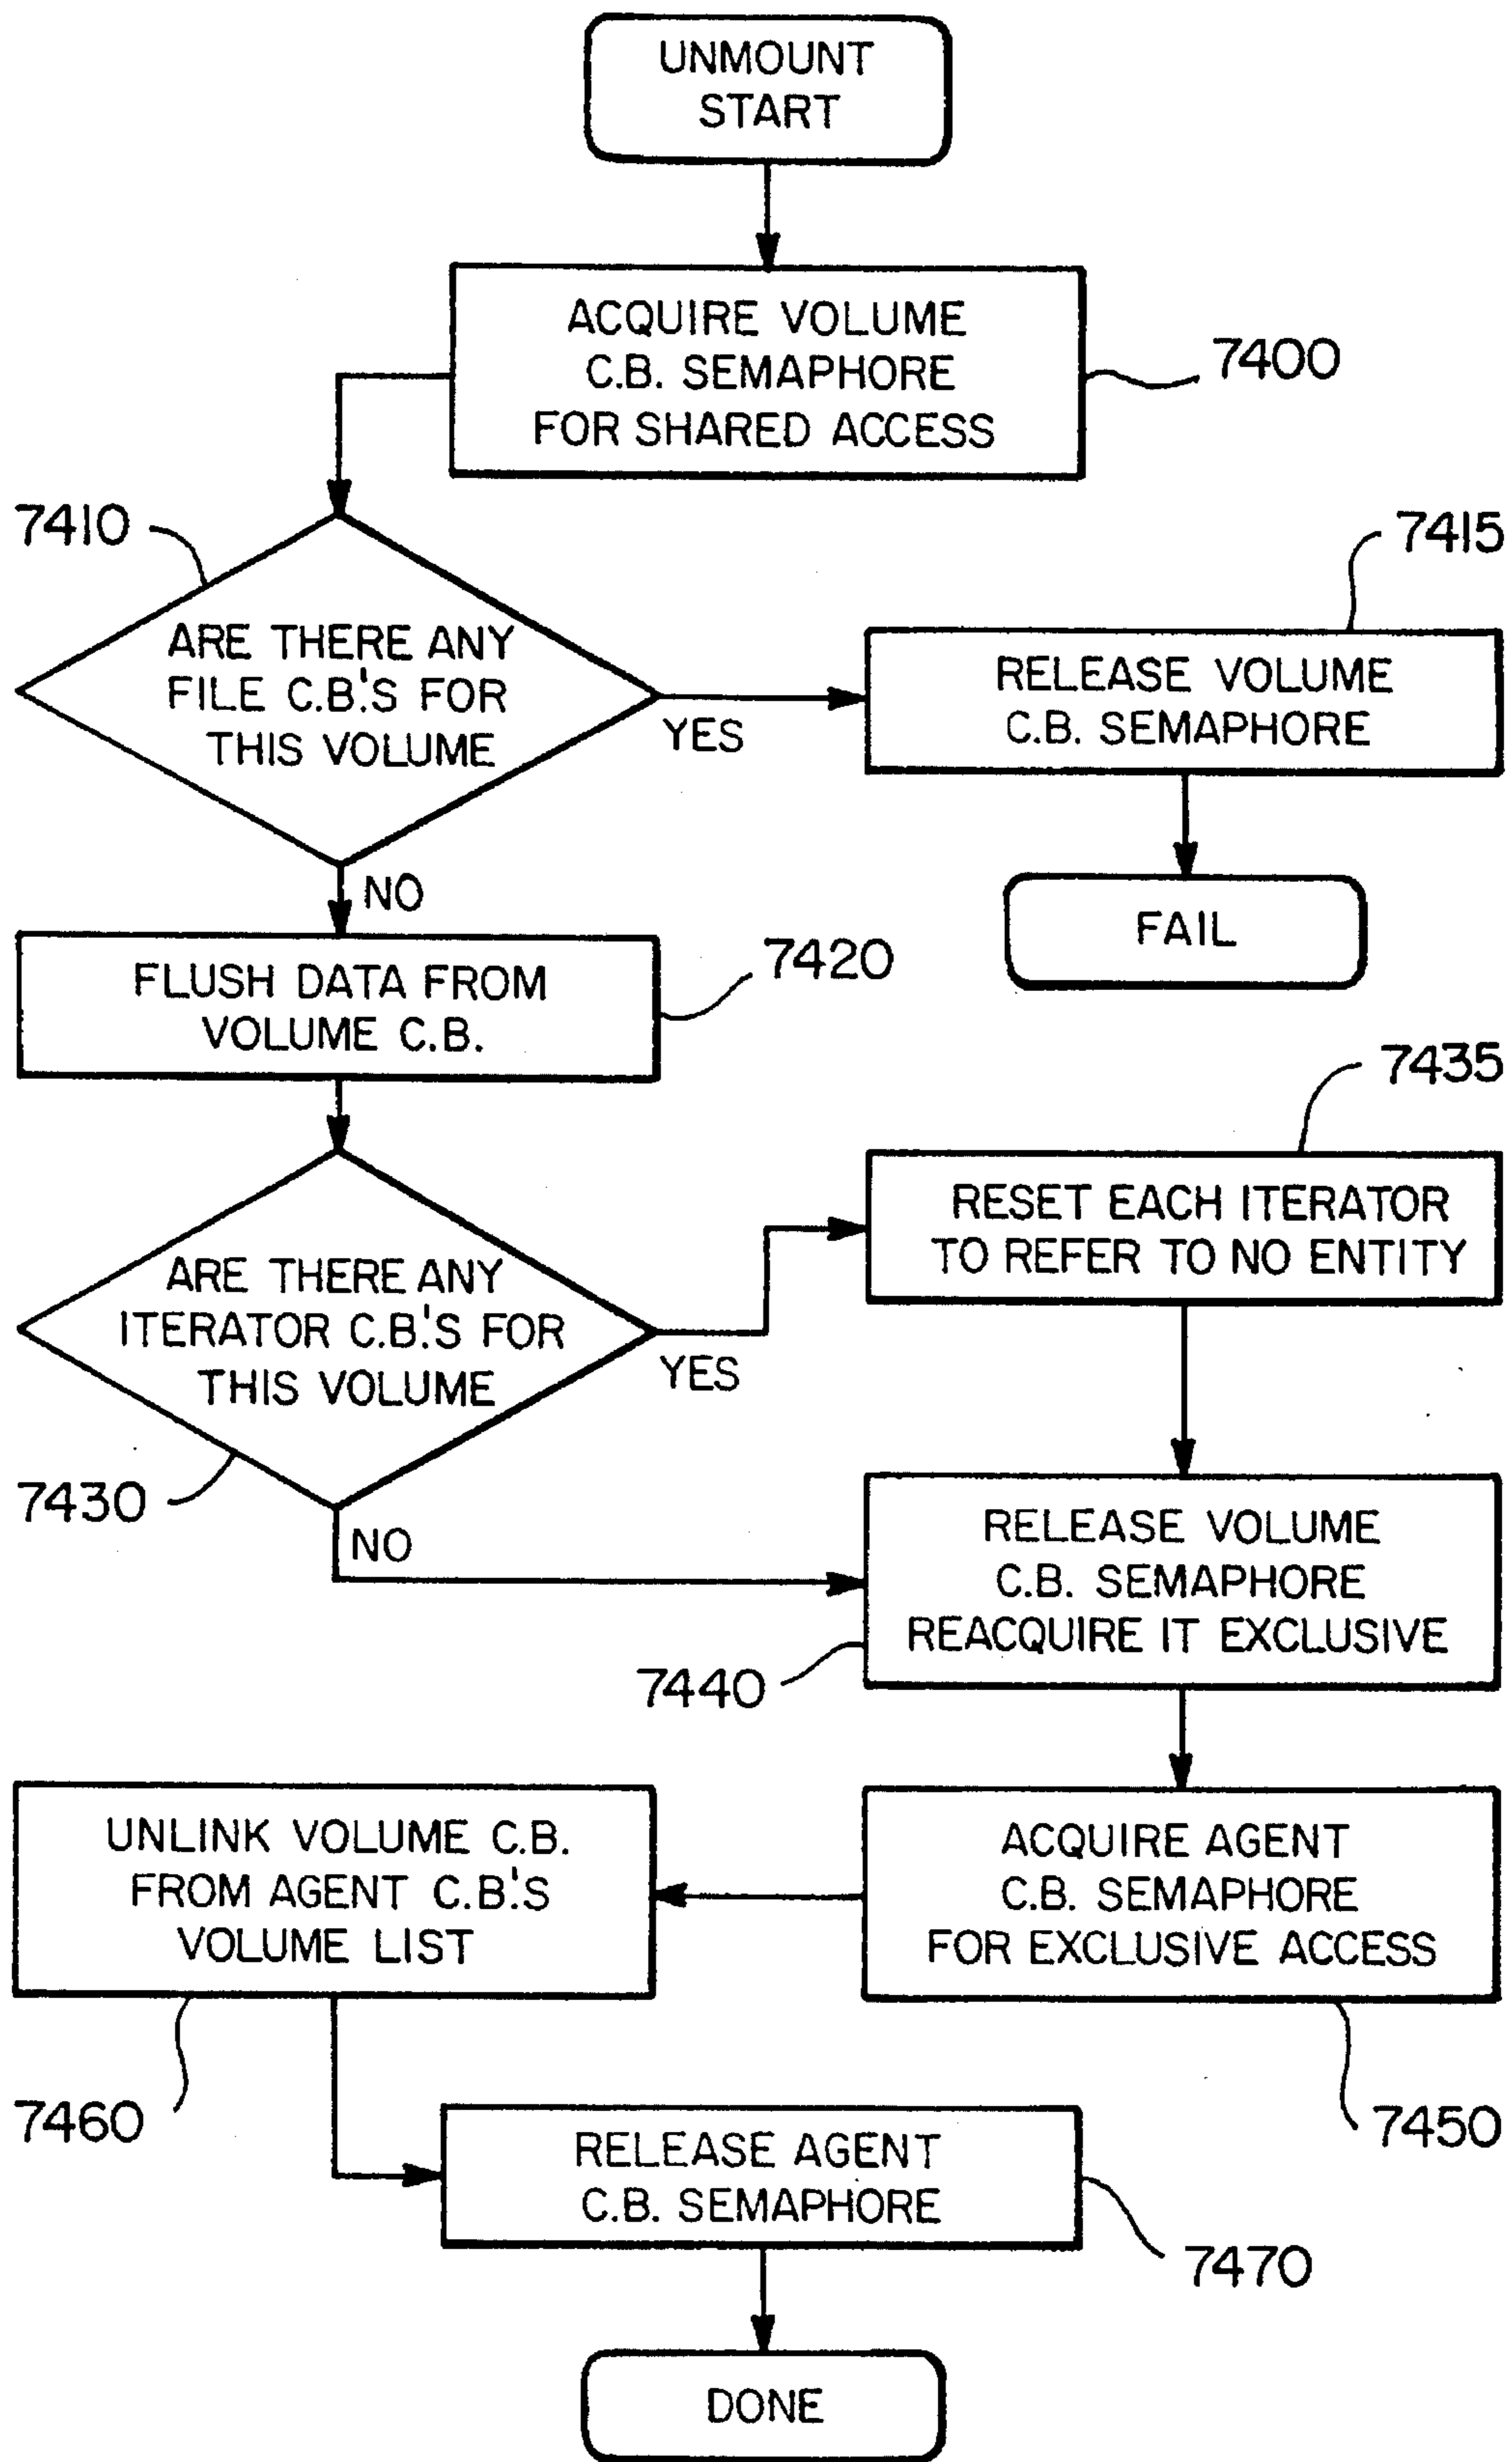 UNMOUNT
START
ACQUIRE VOLUME
C.B. SEMAPHORE
FOR SHARED ACCESS
7400
7410
ARE THERE ANY
FILE C.B.'S FOR
THIS VOLUME
YES
7415
RELEASE VOLUME
C.B. SEMAPHORE
FAIL
NO
FLUSH DATA FROM
VOLUME C.B.
7420
7435
RESET EACH ITERATOR
TO REFER TO NO ENTITY
ARE THERE ANY
ITERATOR C.B.'S FOR
THIS VOLUME
YES
7430
NO
RELEASE VOLUME
C.B. SEMAPHORE
REACQUIRE IT EXCLUSIVE
7440
ACQUIRE AGENT
C.B. SEMAPHORE
FOR EXCLUSIVE ACCESS
7450
UNLINK VOLUME C.B.
FROM AGENT C.B.'S
VOLUME LIST
7460
RELEASE AGENT
C.B. SEMAPHORE
7470
DONE